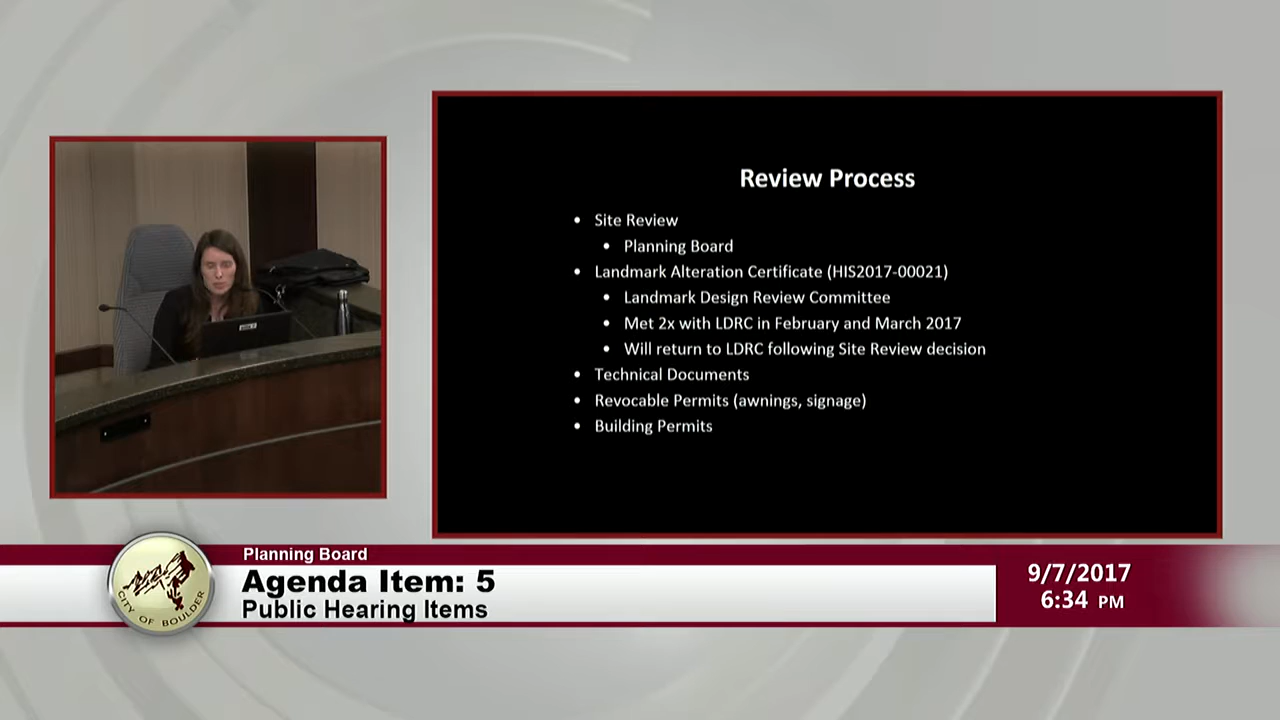 Review Process
• Site Review
• Planning Board
• Landmark Alteration Certificate (HIS2017-00021)
• Landmark Design Review Committee
• Met 2x with LDRC in February and March 2017
• Will return to LDRC following Site Review decision
• Technical Documents
• Revocable Permits (awnings, signage)
• Building Permits
Planning Board
Agenda Item: 5
Public Hearing Items
9/7/2017
6:34 PM
CITY OF BOULDER